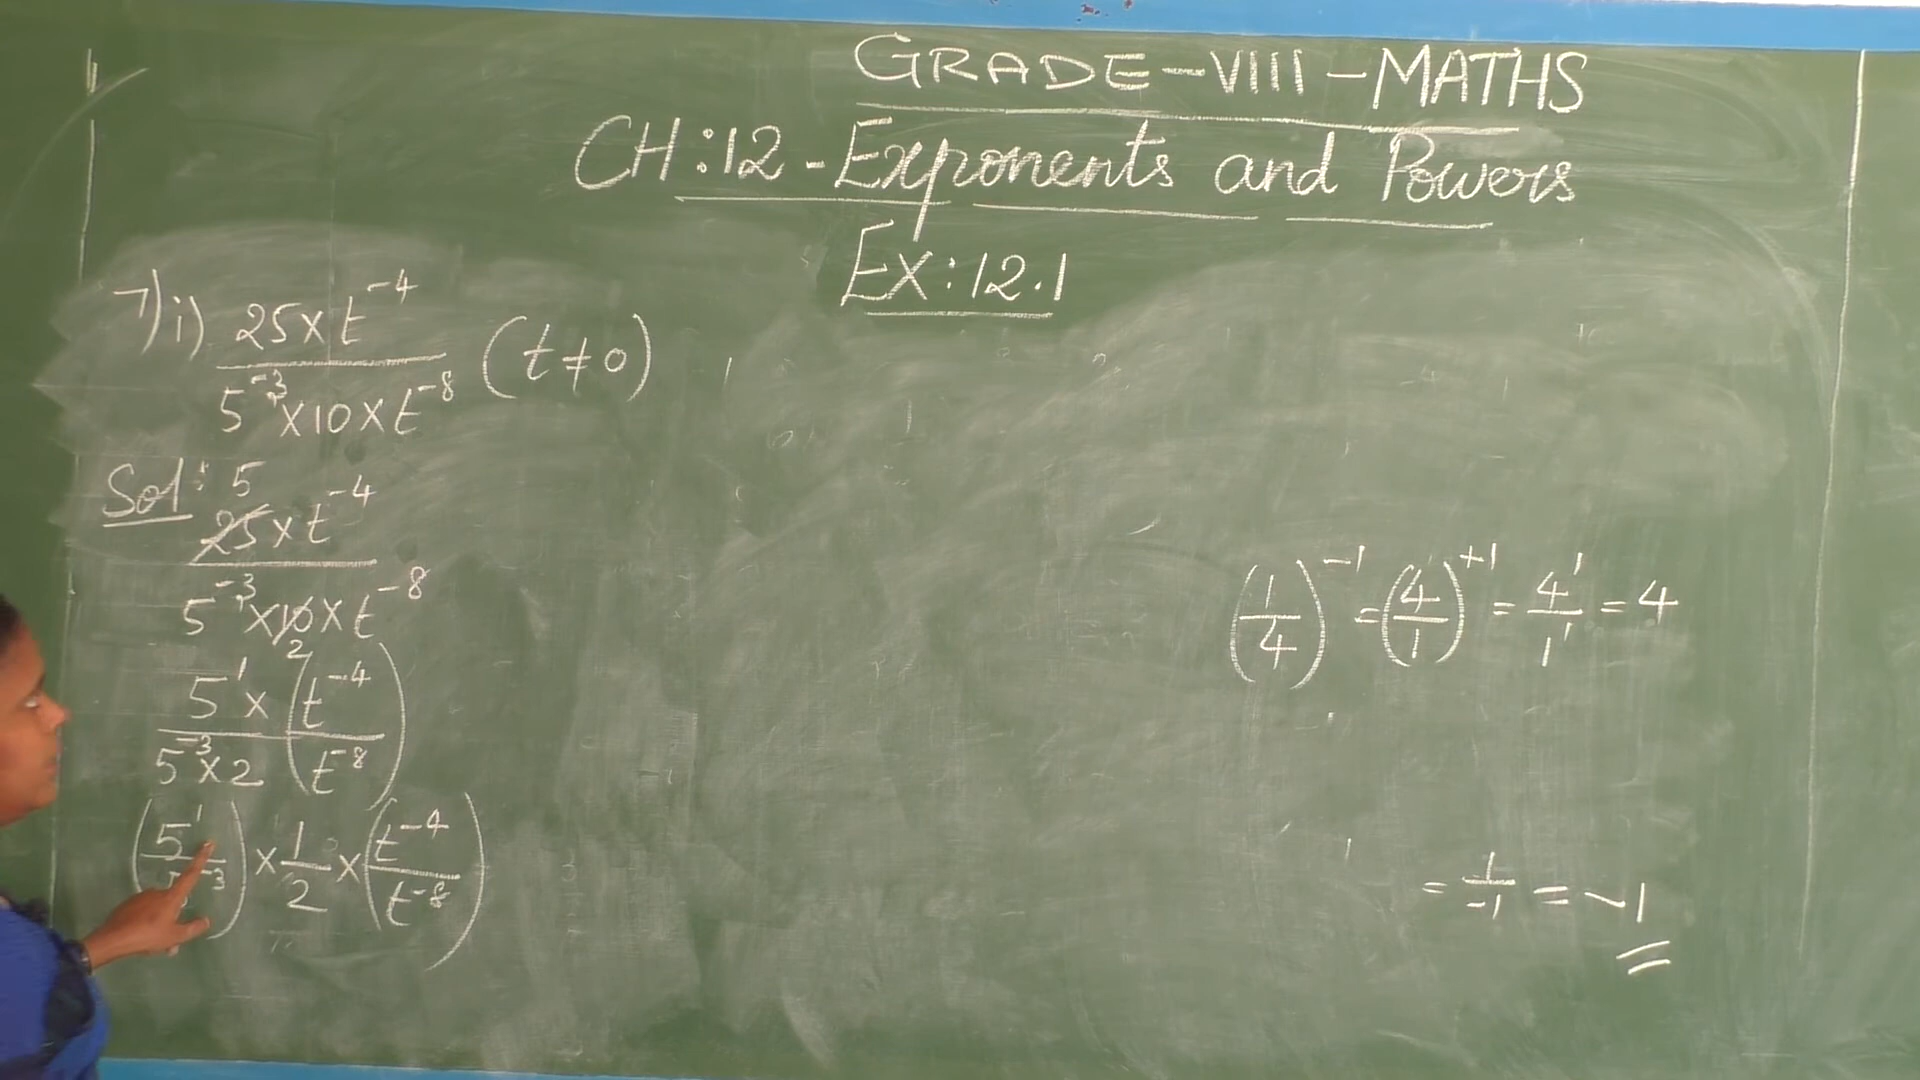 GRADE-VIII-MATHS
CH:12-Exponents and Powers
EX:12.1
7)i) 25×t⁻⁴ (t≠0)
5⁻³×10×t⁻⁸
Sol: 5
25×t⁻⁴
5⁻³×10×t⁻⁸
2
5¹×(t⁻⁴
5⁻³×2 t⁻⁸)
(5¹/5⁻³)×1/2×(t⁻⁴/t⁻⁸)
(1/4)⁻¹=(4/1)⁺¹=4¹/1¹=4
=1/-1=-1